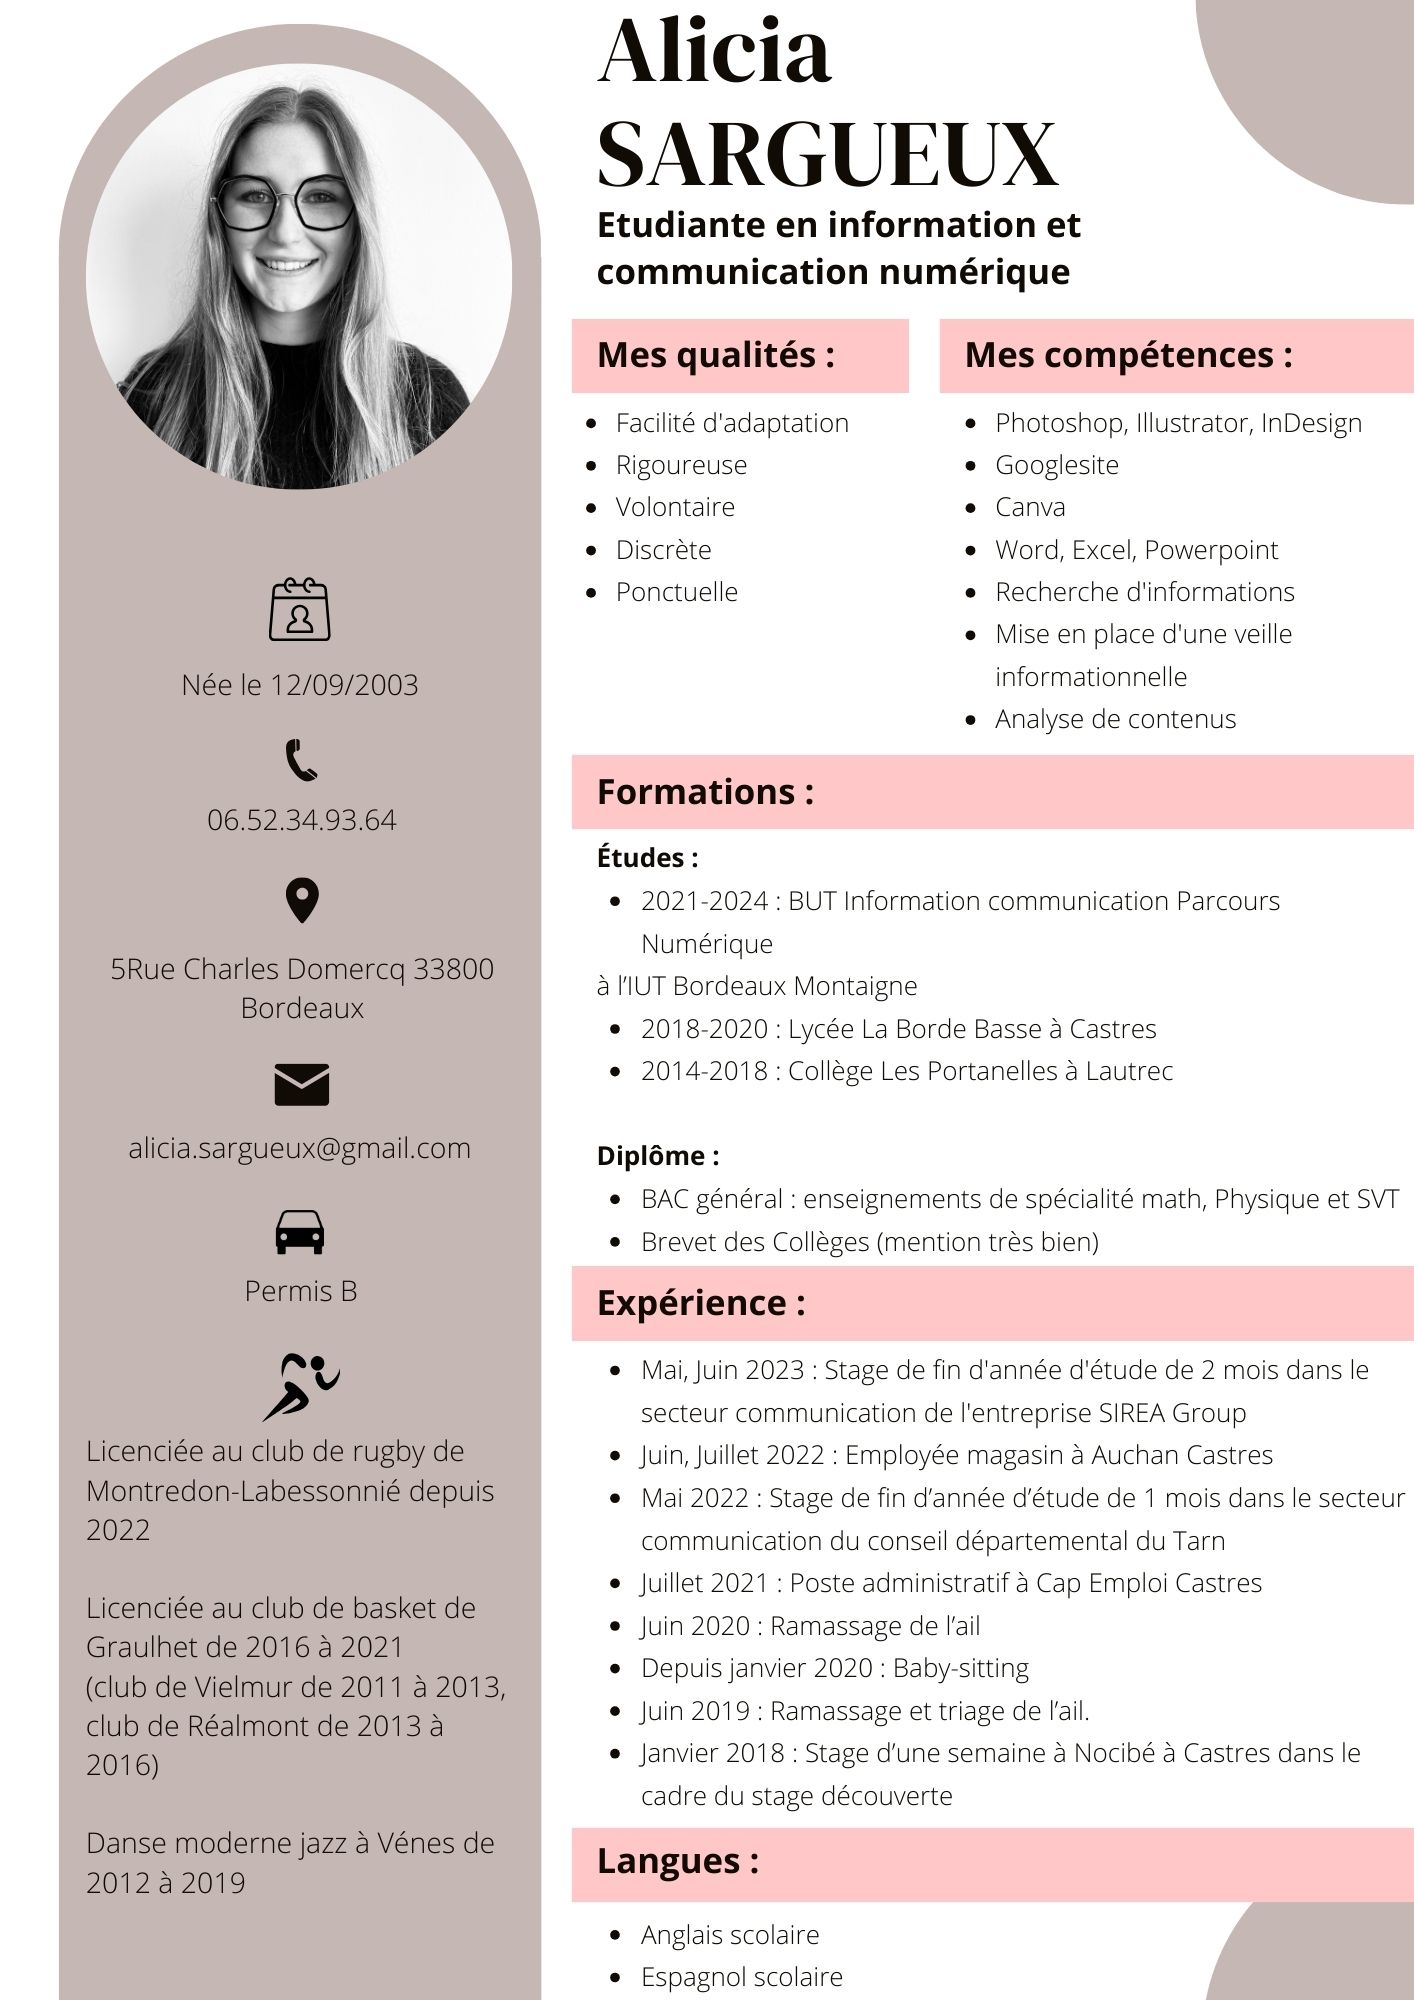 Alicia
SARGUEUX
Etudiante en information et
communication numérique
Née le 12/09/2003
06.52.34.93.64
5Rue Charles Domercq 33800
Bordeaux
alicia.sargueux@gmail.com
Permis B
Licenciée au club de rugby de
Montredon-Labessonnié depuis
2022
Licenciée au club de basket de
Graulhet de 2016 à 2021
(club de Vielmur de 2011 à 2013,
club de Réalmont de 2013 à
2016)
Danse moderne jazz à Vénes de
2012 à 2019
Mes qualités :
• Facilité d'adaptation
• Rigoureuse
• Volontaire
• Discrète
• Ponctuelle
Mes compétences :
• Photoshop, Illustrator, InDesign
• Googlesite
• Canva
• Word, Excel, Powerpoint
• Recherche d'informations
• Mise en place d'une veille
informationnelle
• Analyse de contenus
Formations :
Études :
• 2021-2024 : BUT Information communication Parcours
Numérique
à l’IUT Bordeaux Montaigne
• 2018-2020 : Lycée La Borde Basse à Castres
• 2014-2018 : Collège Les Portanelles à Lautrec
Diplôme :
• BAC général : enseignements de spécialité math, Physique et SVT
• Brevet des Collèges (mention très bien)
Expérience :
• Mai, Juin 2023 : Stage de fin d'année d'étude de 2 mois dans le
secteur communication de l'entreprise SIREA Group
• Juin, Juillet 2022 : Employée magasin à Auchan Castres
• Mai 2022 : Stage de fin d’année d’étude de 1 mois dans le secteur
communication du conseil départemental du Tarn
• Juillet 2021 : Poste administratif à Cap Emploi Castres
• Juin 2020 : Ramassage de l’ail
• Depuis janvier 2020 : Baby-sitting
• Juin 2019 : Ramassage et triage de l’ail.
• Janvier 2018 : Stage d’une semaine à Nocibé à Castres dans le
cadre du stage découverte
Langues :
• Anglais scolaire
• Espagnol scolaire